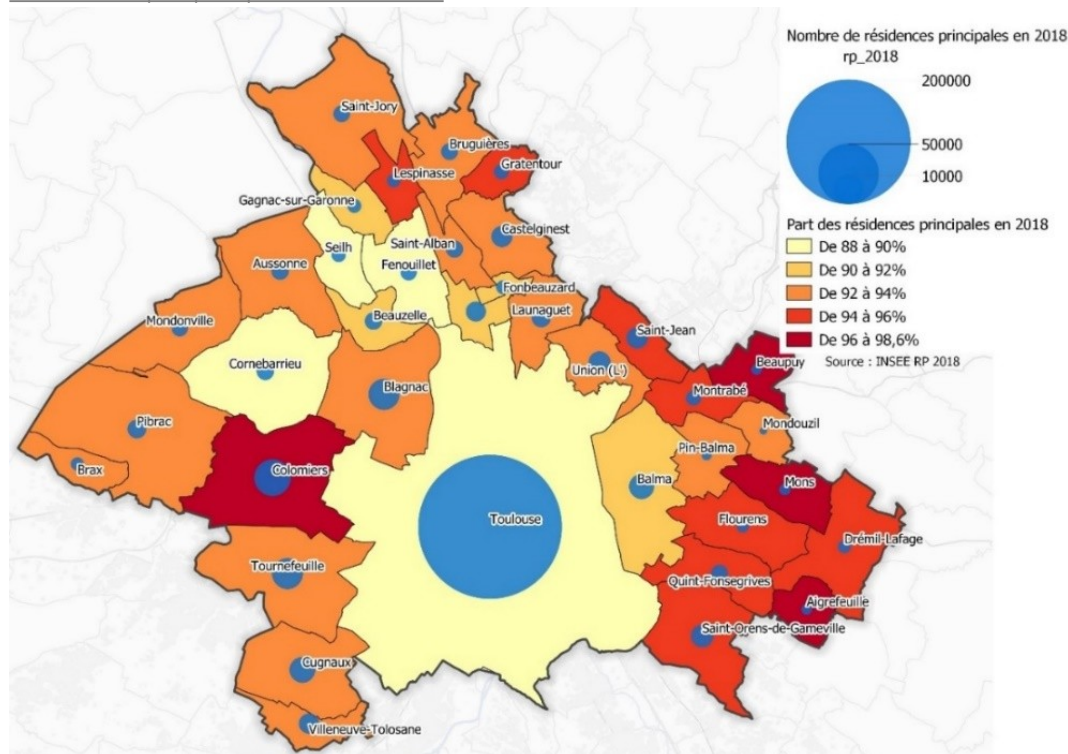 Nombre de résidences principales en 2018
rp_2018
200000
50000
10000
Part des résidences principales en 2018
De 88 à 90%
De 90 à 92%
De 92 à 94%
De 94 à 96%
De 96 à 98,6%
Source : INSEE RP 2018
Saint-Jory
Bruguières
Gratentour
Lespinasse
Gagnac-sur-Garonne
Castelginest
Saint-Alban
Seilh
Fenouillet
Aussonne
Fonbeauzard
Launaguet
Beauzelle
Mondonville
Saint-Jean
Beaupuy
Cornebarrieu
Union (L')
Blagnac
Montrabé
Mondouzil
Pibrac
Pin-Balma
Brax
Colomiers
Balma
Mons
Toulouse
Flourens
Drémil-Lafage
Tournefeuille
Quint-Fonsegrives
Aigrefeuille
Saint-Orens-de-Gameville
Cugnaux
Villeneuve-Tolosane